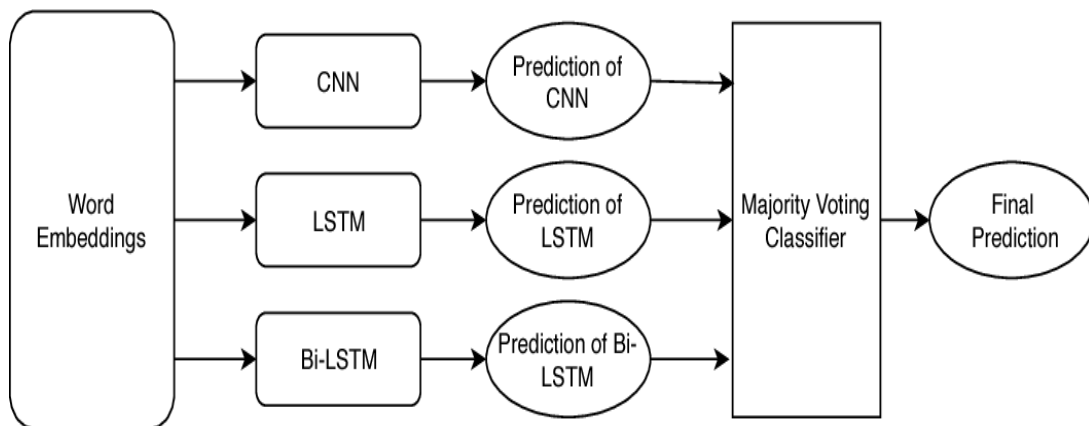 Word
Embeddings
CNN
Prediction of
CNN
LSTM
Prediction of
LSTM
Bi-LSTM
Prediction of Bi-
LSTM
Majority Voting
Classifier
Final
Prediction